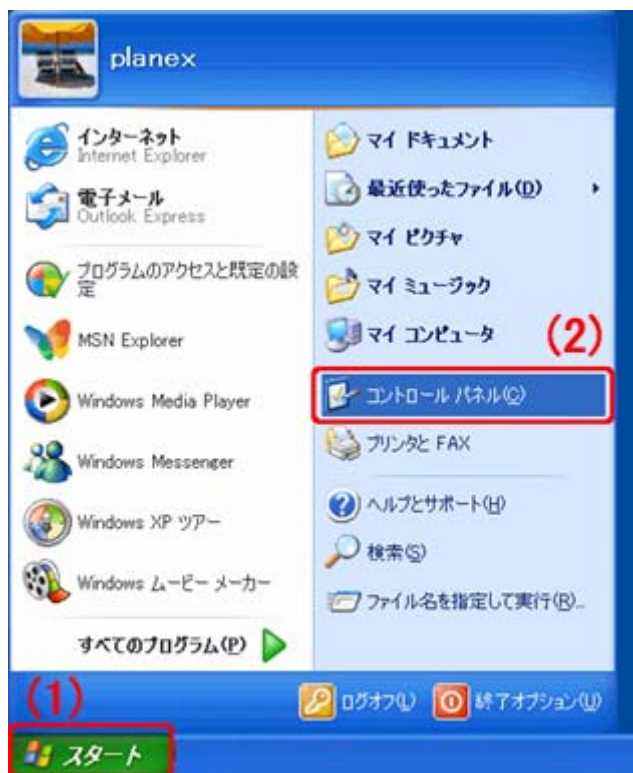 planex
インターネット
Internet Explorer
電子メール
Outlook Express
プログラムのアクセスと既定の設
定
MSN Explorer
Windows Media Player
Windows Messenger
Windows XP ツアー
Windows ムービー メーカー
すべてのプログラム(P)
マイ ドキュメント
最近使ったファイル(D)
マイ ピクチャ
マイ ミュージック
マイ コンピュータ
(2)
コントロール パネル(C)
プリンタと FAX
ヘルプとサポート(H)
検索(S)
ファイル名を指定して実行(R)...
ログオフ(L)
終了オプション(U)
(1)
スタート